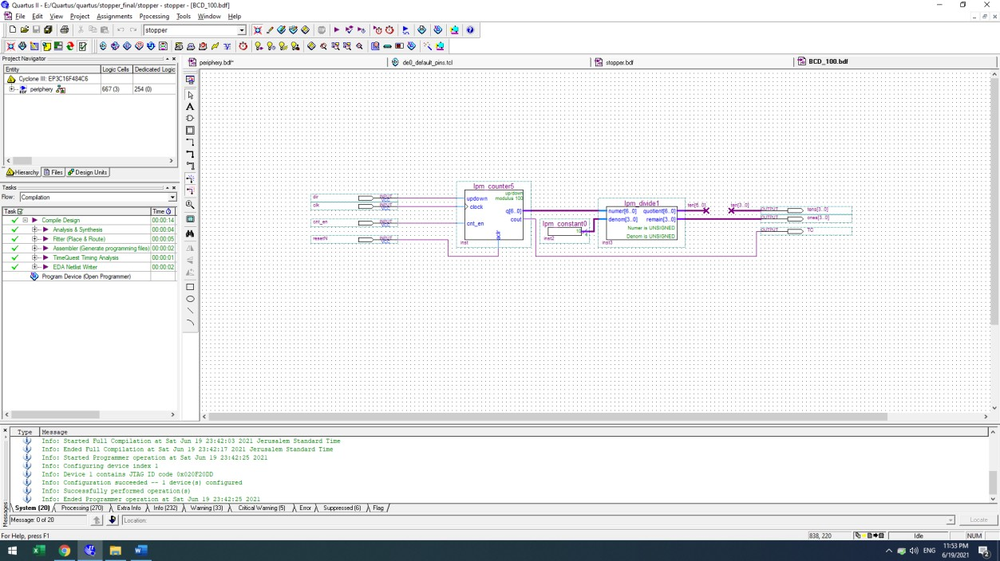 Quartus II - E:/Quartus/quartus/stopper_final/stopper - stopper - [BCD_100.bdf]
File Edit View Project Assignments Processing Tools Window Help
stopper
Project Navigator
Entity Logic Cells Dedicated Logic
Cyclone III: EP3C16F484C6
periphery 667 (3) 254 (0)
Hierarchy Files Design Units
Tasks
Flow: Compilation
Task Time
Compile Design 00:00:14
Analysis & Synthesis 00:00:04
Fitter (Place & Route) 00:00:05
Assembler (Generate programming files) 00:00:02
TimeQuest Timing Analysis 00:00:01
EDA Netlist Writer 00:00:02
Program Device (Open Programmer)
periphery.bdf* de0_default_pins.tcl stopper.bdf BCD_100.bdf
lpm_counter5
up/down
modulus 100
updown
clock
q[6..0]
cout
cnt_en
aclr
inst
dir INPUT VCC
clk INPUT VCC
cnt_en INPUT VCC
resetN INPUT VCC
lpm_constant0
10
4
inst2
lpm_divide1
numer[6..0] quotient[6..0]
denom[3..0] remain[3..0]
Numer is UNSIGNED
Denom is UNSIGNED
inst3
ten[6..0] ten[3..0]
OUTPUT tens[3..0]
OUTPUT ones[3..0]
OUTPUT TC
Type Message
Info: Started Full Compilation at Sat Jun 19 23:42:03 2021 Jerusalem Standard Time
Info: Ended Full Compilation at Sat Jun 19 23:42:17 2021 Jerusalem Standard Time
Info: Started Programmer operation at Sat Jun 19 23:42:25 2021
Info: Configuring device index 1
Info: Device 1 contains JTAG ID code 0x020F20DD
Info: Configuration succeeded -- 1 device(s) configured
Info: Successfully performed operation(s)
Info: Ended Programmer operation at Sat Jun 19 23:42:25 2021
System (20) Processing (270) Extra Info Info (232) Warning (33) Critical Warning (5) Error Suppressed (6) Flag
Messages
Message: 0 of 20 Location: Locate
For Help, press F1 838, 220 Idle NUM
ENG 11:53 PM
6/19/2021
2